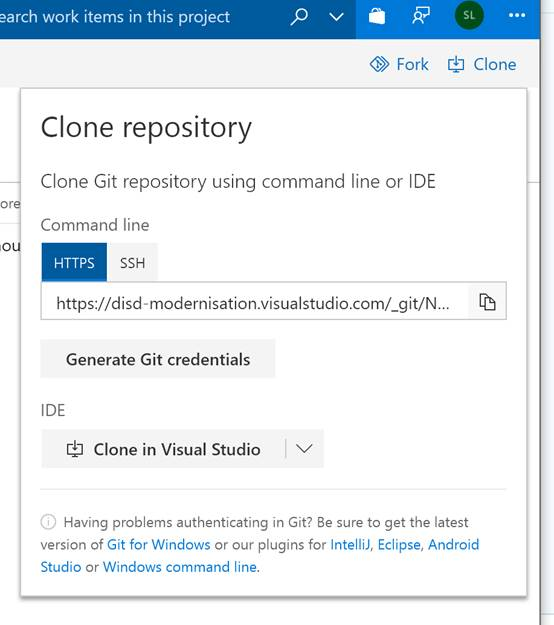 earch work items in this project
SL
Fork
Clone
Clone repository
Clone Git repository using command line or IDE
ore
Command line
HTTPS
SSH
https://disd-modernisation.visualstudio.com/_git/N...
Generate Git credentials
IDE
Clone in Visual Studio
Having problems authenticating in Git? Be sure to get the latest
version of Git for Windows or our plugins for IntelliJ, Eclipse, Android
Studio or Windows command line.